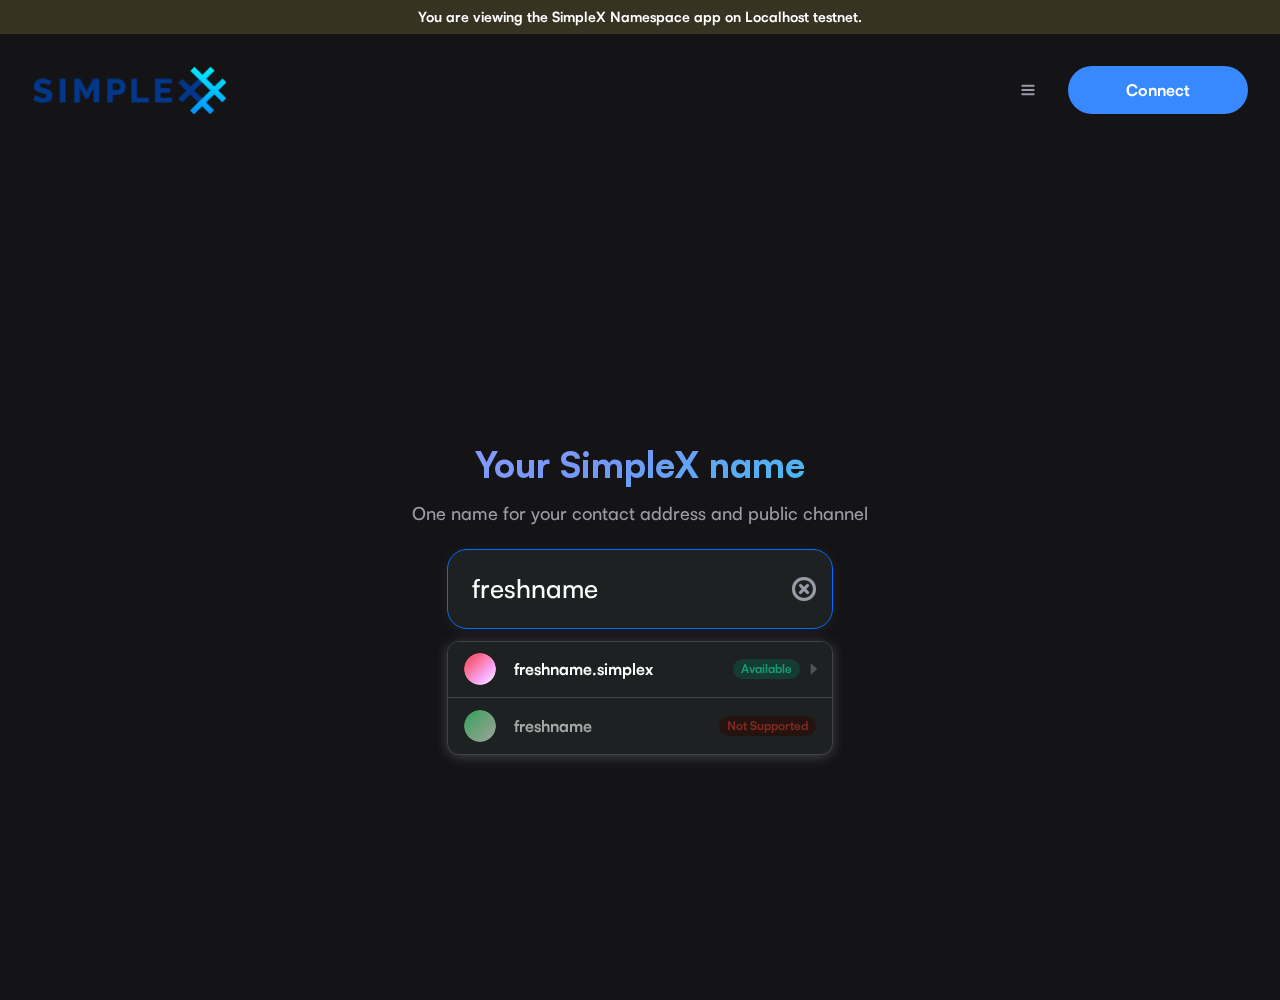 You are viewing the SimpleX Namespace app on Localhost testnet.
SIMPLEX
Connect
Your SimpleX name
One name for your contact address and public channel
freshname
freshname.simplex
Available
freshname
Not Supported